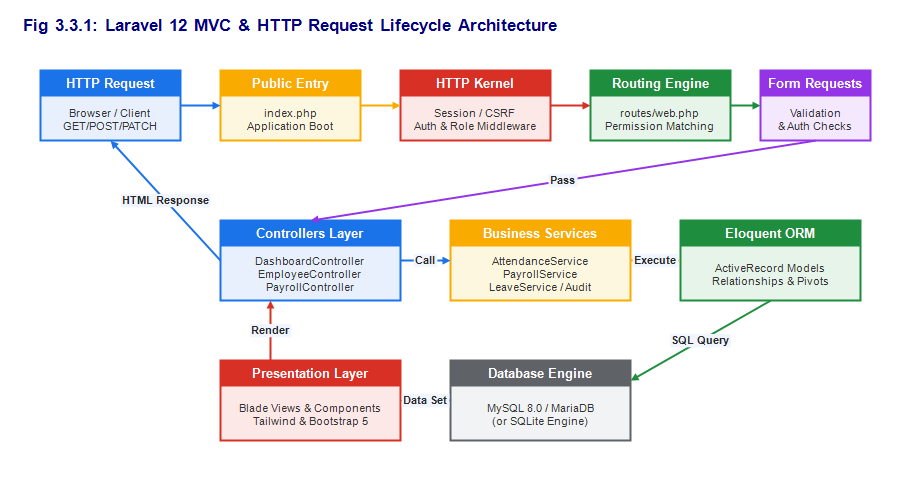 Fig 3.3.1: Laravel 12 MVC & HTTP Request Lifecycle Architecture
HTTP Request
Browser / Client
GET/POST/PATCH
Public Entry
index.php
Application Boot
HTTP Kernel
Session / CSRF
Auth & Role Middleware
Routing Engine
routes/web.php
Permission Matching
Form Requests
Validation
& Auth Checks
Pass
HTML Response
Controllers Layer
DashboardController
EmployeeController
PayrollController
Call
Business Services
AttendanceService
PayrollService
LeaveService / Audit
Execute
Eloquent ORM
ActiveRecord Models
Relationships & Pivots
Render
SQL Query
Presentation Layer
Blade Views & Components
Tailwind & Bootstrap 5
Data Set
Database Engine
MySQL 8.0 / MariaDB
(or SQLite Engine)